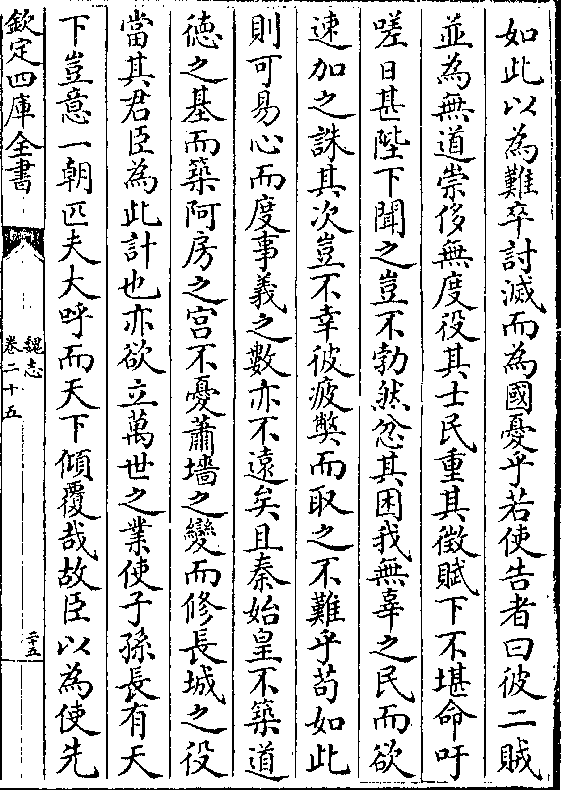 如此以為難卒討滅而為國憂乎若使告者曰彼二賊
並為無道崇侈無度役其士民重其徵賦下不堪命吁
嗟日甚陛下聞之豈不勃然忿其困我無辜之民而欲
速加之誅其次豈不幸彼疲弊而取之不難乎苟如此
則可易心而度事義之數亦不遠矣且秦始皇不築道
徳之基而築阿房之宮不憂蕭墻之變而修長城之役
當其君臣為此計也亦欲立萬世之業使子孫長有天
下豈意一朝匹夫大呼而天下傾覆哉故臣以為使先
欽定四庫全書
魏志
卷二十五
二十五